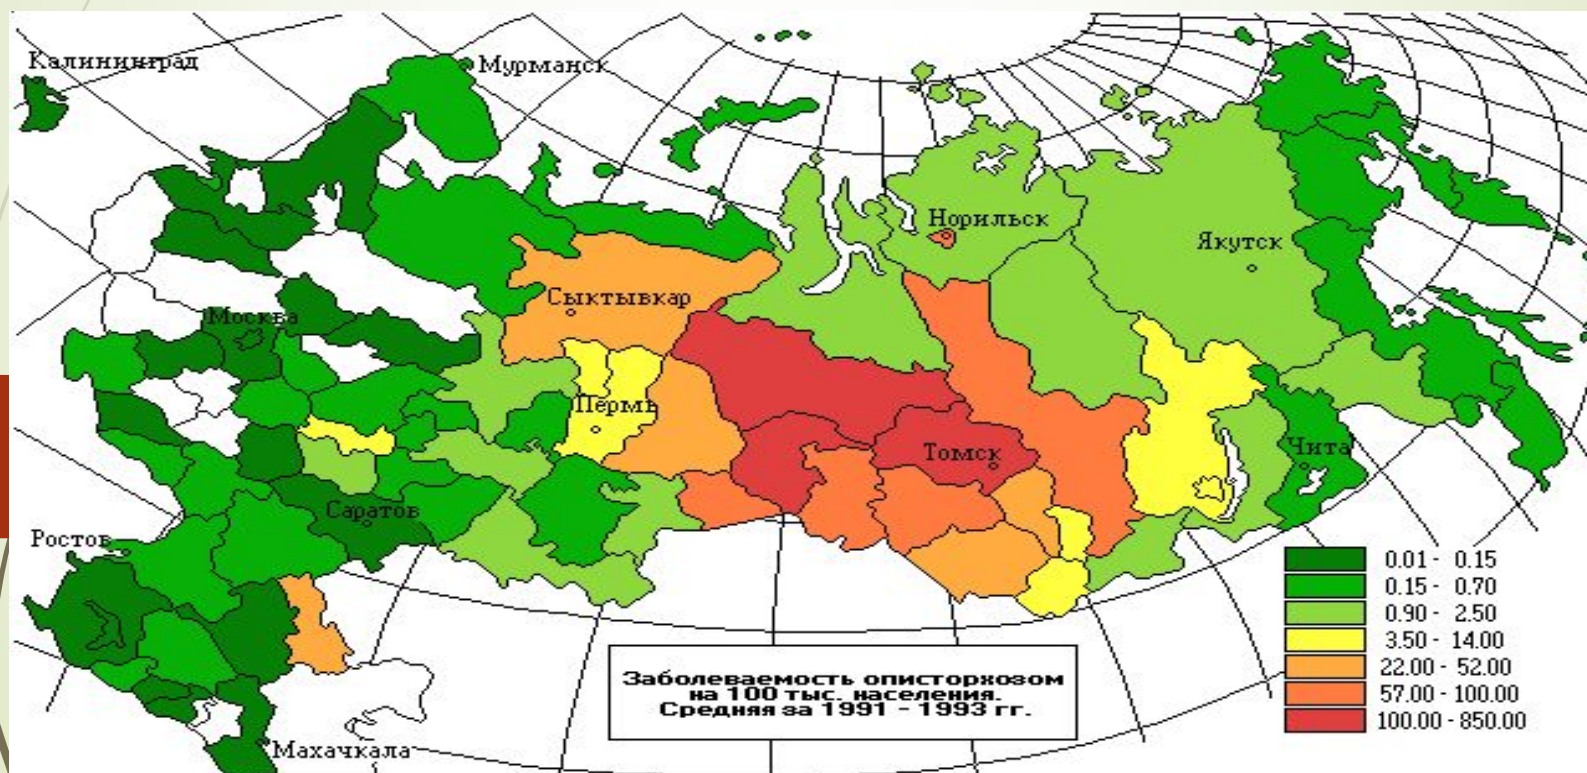 Калининград
Мурманск
Норильск
Якутск
Сыктывкар
Москва
Пермь
Томск
Чита
Саратов
Ростов
Махачкала
0.01 - 0.15
0.15 - 0.70
0.90 - 2.50
3.50 - 14.00
22.00 - 52.00
57.00 - 100.00
100.00 - 850.00
Заболеваемость описторхозом
на 100 тыс. населения.
Средняя за 1991 - 1993 гг.